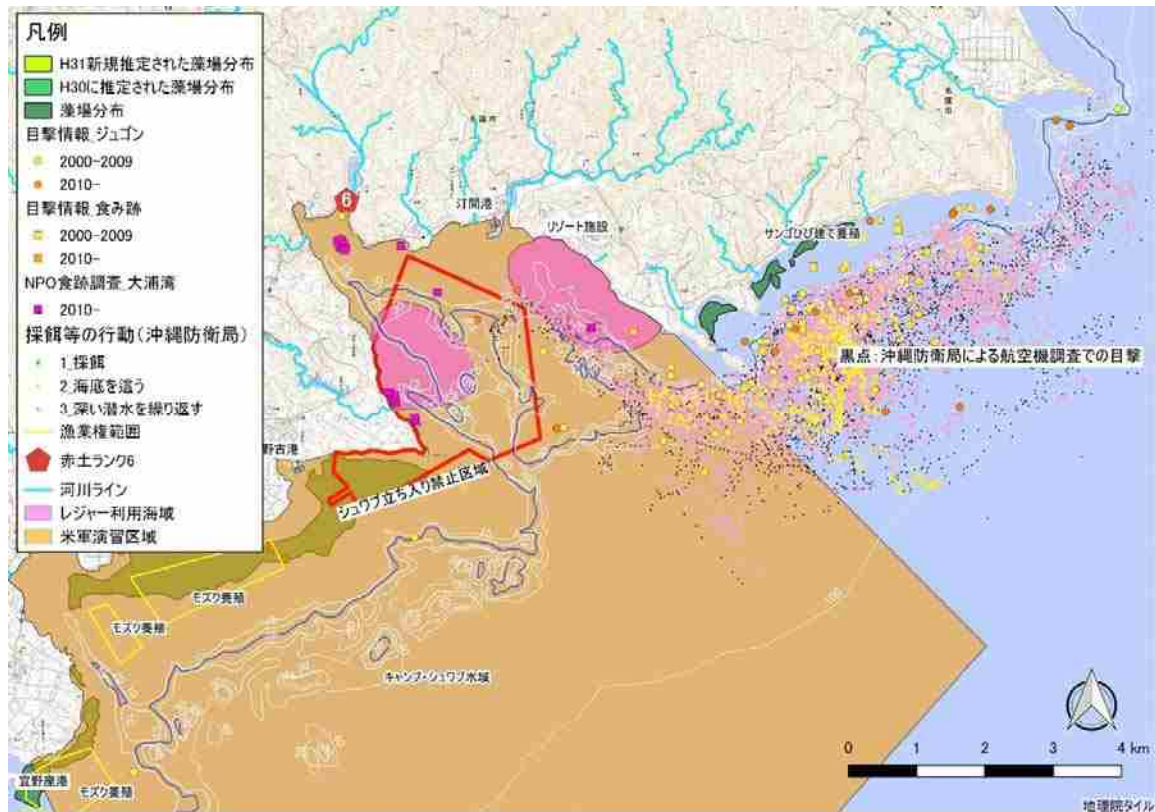 凡例
H31新規推定された藻場分布
H30に推定された藻場分布
藻場分布
目撃情報_ジュゴン
2000-2009
2010-
目撃情報_食み跡
2000-2009
2010-
NPO食跡調査_大浦湾
2010-
採餌等の行動（沖縄防衛局）
1_採餌
2_海底を這う
3_深い潜水を繰り返す
漁業権範囲
赤土ランク6
河川ライン
レジャー利用海域
米軍演習区域
6
汀間港
リゾート施設
サンゴひび建て養殖
黒点：沖縄防衛局による航空機調査での目撃
野古港
シュワブ立ち入り禁止区域
モズク養殖
モズク養殖
キャンプ・シュワブ水域
宜野座港
モズク養殖
0 1 2 3 4 km
地理院タイル